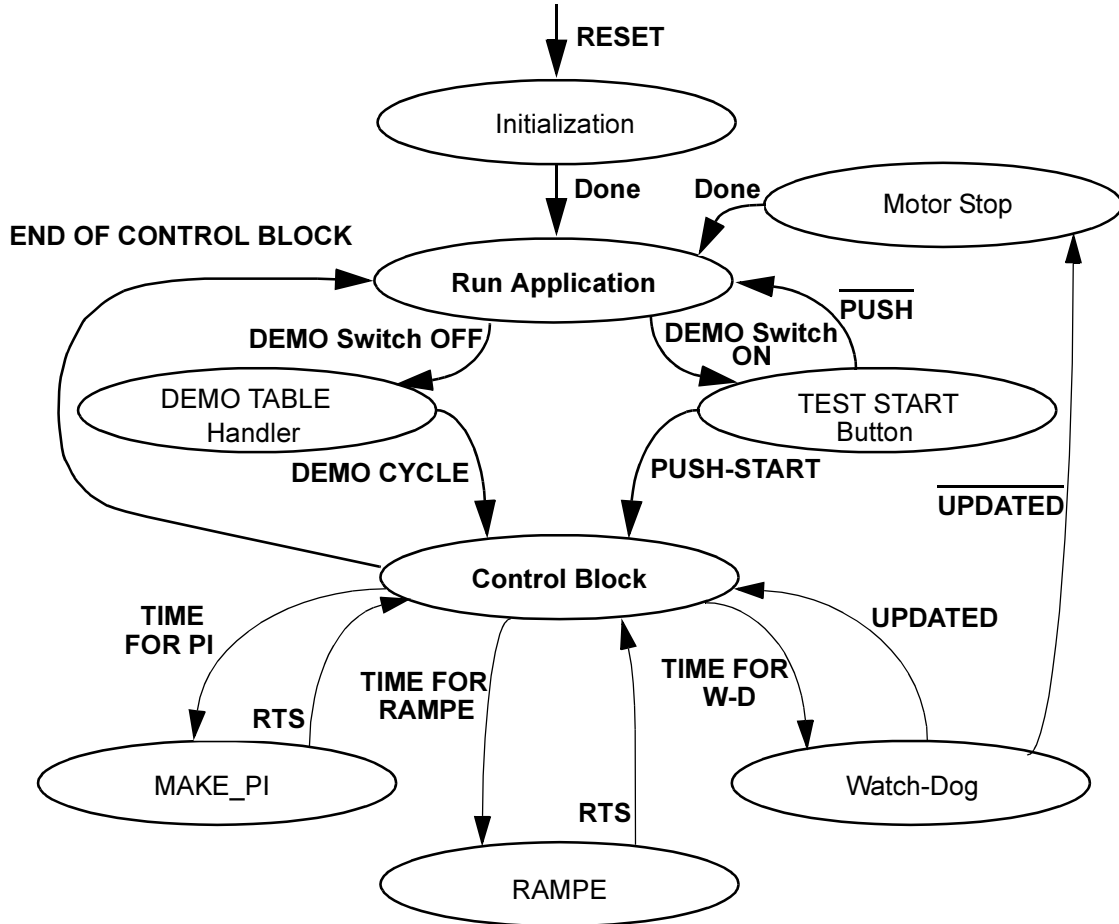 RESET
Initialization
Done
Done
Motor Stop
END OF CONTROL BLOCK
Run Application
PUSH
DEMO Switch OFF
DEMO Switch
ON
DEMO TABLE
Handler
TEST START
Button
DEMO CYCLE
PUSH-START
UPDATED
Control Block
TIME
FOR PI
UPDATED
TIME FOR
RAMPE
TIME FOR
W-D
RTS
MAKE_PI
Watch-Dog
RTS
RAMPE